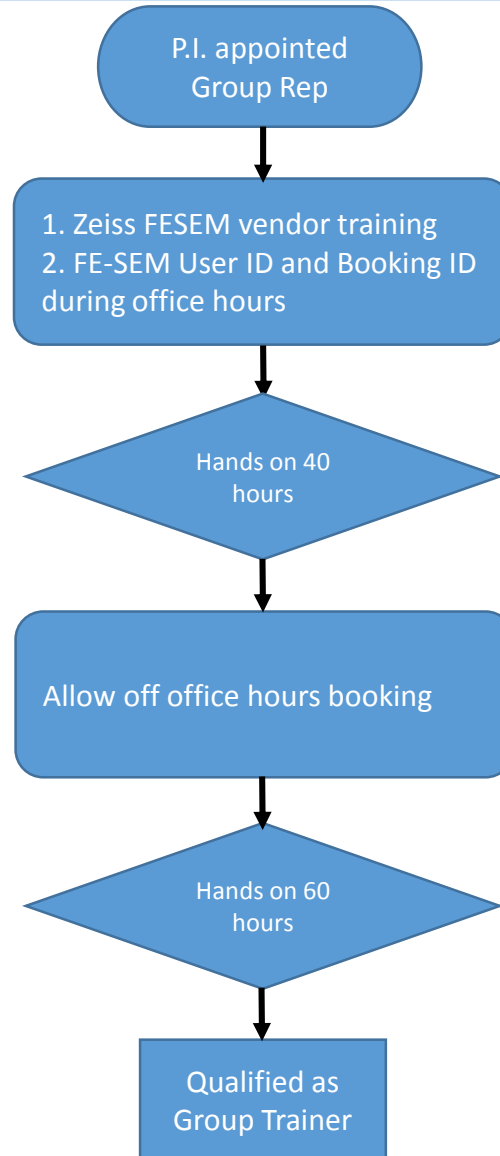 P.I. appointed
Group Rep
1. Zeiss FESEM vendor training
2. FE-SEM User ID and Booking ID
during office hours
Hands on 40
hours
Allow off office hours booking
Hands on 60
hours
Qualified as
Group Trainer